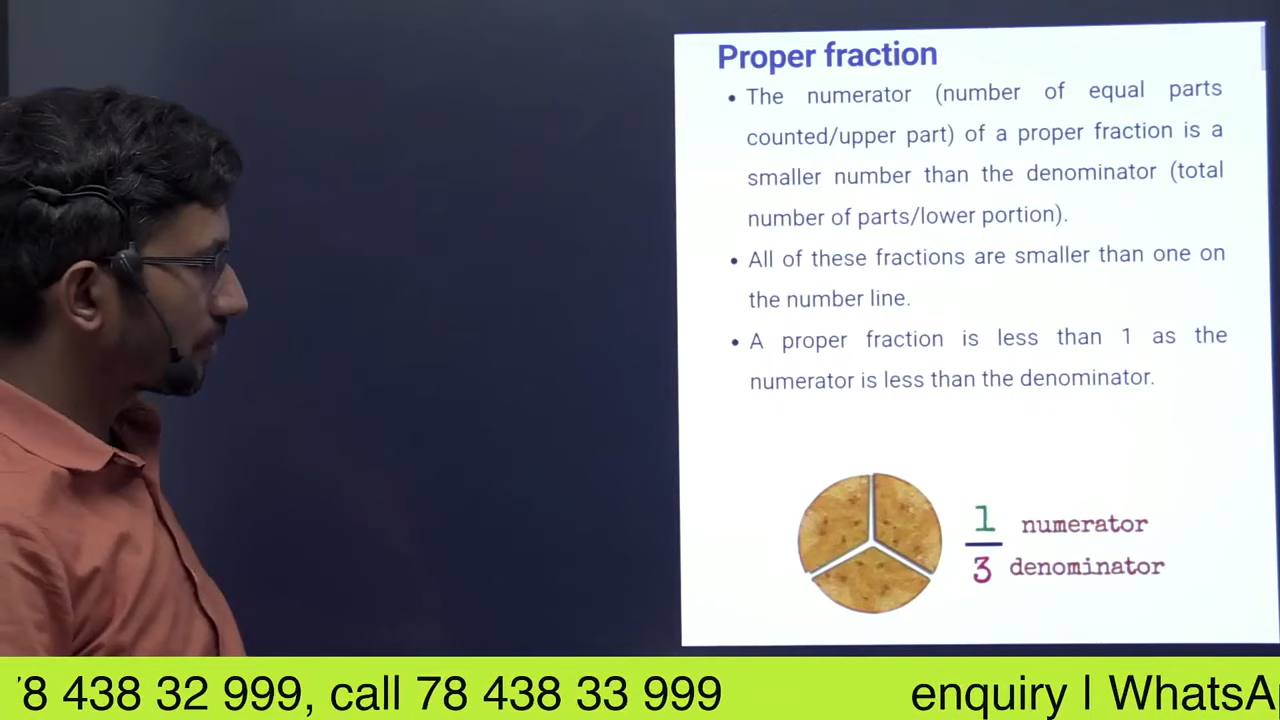 Proper fraction
• The numerator (number of equal parts
counted/upper part) of a proper fraction is a
smaller number than the denominator (total
number of parts/lower portion).
• All of these fractions are smaller than one on
the number line.
• A proper fraction is less than 1 as the
numerator is less than the denominator.
1 numerator
3 denominator
8 438 32 999, call 78 438 33 999 enquiry | WhatsA